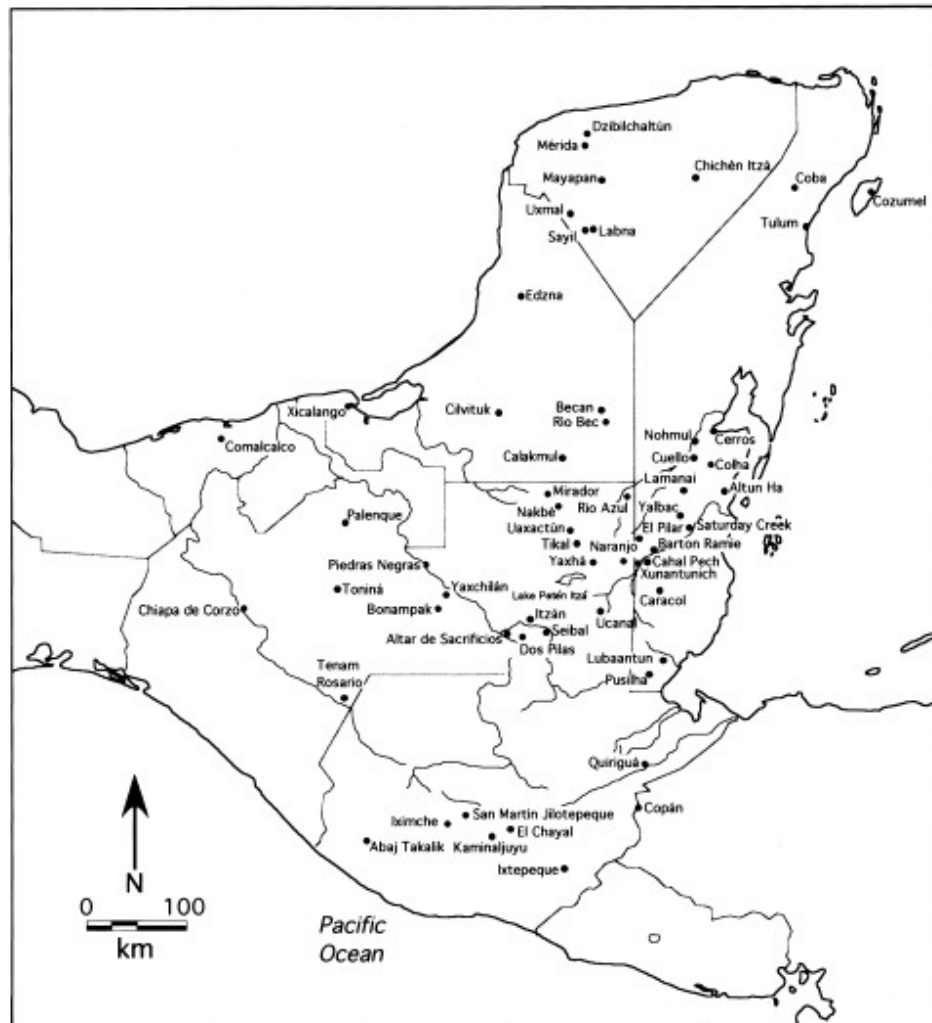 Dzibilchaltún
Mérida
Mayapan
Chichén Itzá
Coba
Cozumel
Uxmal
Sayil
Labna
Tulum
Edzna
Xicalango
Cilvituk
Becan
Rio Bec
Comalcalco
Nohmul
Cerros
Calakmul
Cuello
Colha
Lamanai
Mirador
Altun Ha
Rio Azul
Nakbé
Yalbac
Palenque
Uaxactún
El Pilar
Saturday Creek
Tikal
Naranjo
Barton Ramie
Piedras Negras
Yaxhá
Cahal Pech
Xunantunich
Toniná
Yaxchilán
Lake Petén Itzá
Caracol
Chiapa de Corzo
Bonampak
Itzán
Ucanal
Altar de Sacrificios
Seibal
Dos Pilas
Lubaantun
Tenam
Rosario
Pusilha
Quiriguá
Copán
San Martin Jilotepeque
Iximche
El Chayal
Abaj Takalik
Kaminaljuyu
Ixtepeque
N
0 100
km
Pacific
Ocean